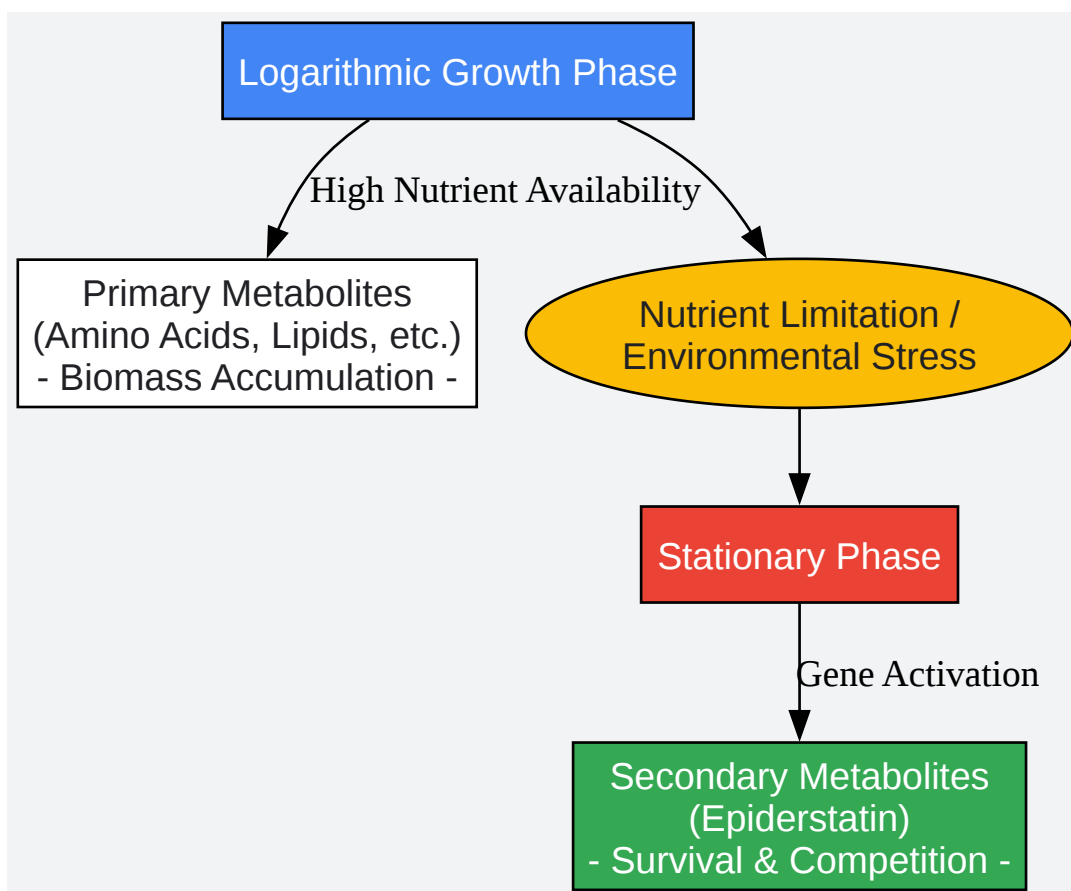 Logarithmic Growth Phase
High Nutrient Availability
Primary Metabolites
(Amino Acids, Lipids, etc.)
- Biomass Accumulation -
Nutrient Limitation /
Environmental Stress
Stationary Phase
Gene Activation
Secondary Metabolites
(Epiderstatin)
- Survival & Competition -